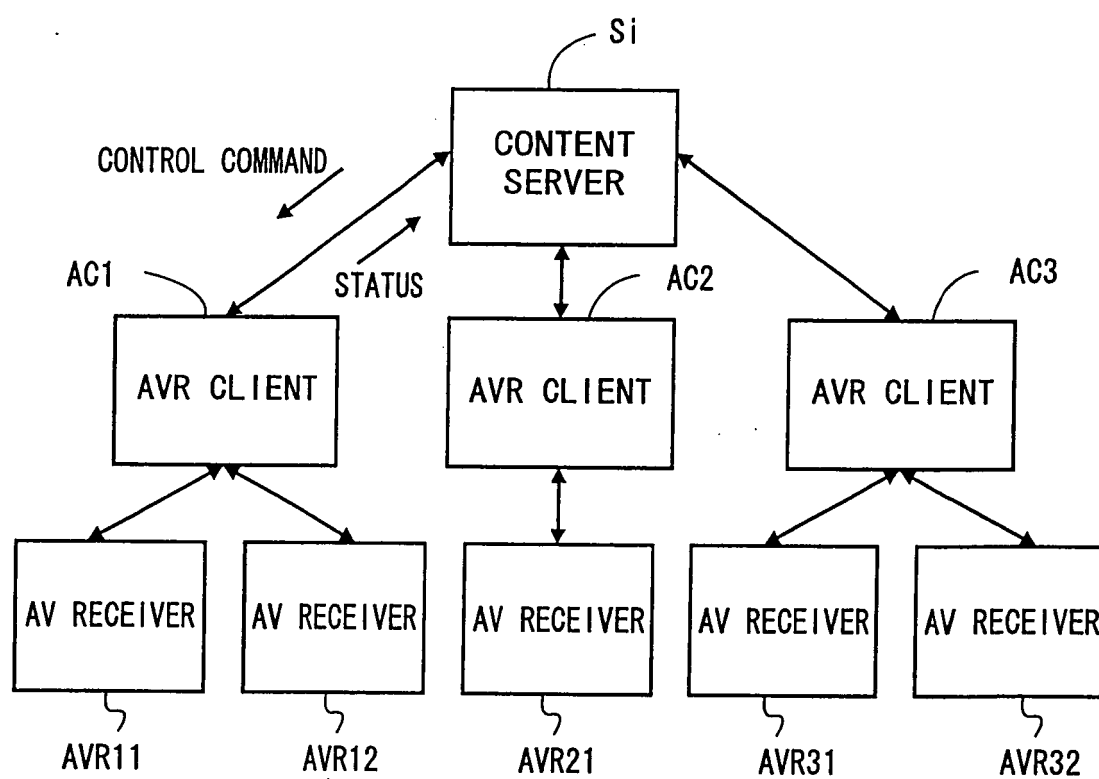 Si
CONTENT
SERVER
CONTROL COMMAND
STATUS
AC1
AC2
AC3
AVR CLIENT
AVR CLIENT
AVR CLIENT
AV RECEIVER
AV RECEIVER
AV RECEIVER
AV RECEIVER
AV RECEIVER
AVR11
AVR12
AVR21
AVR31
AVR32